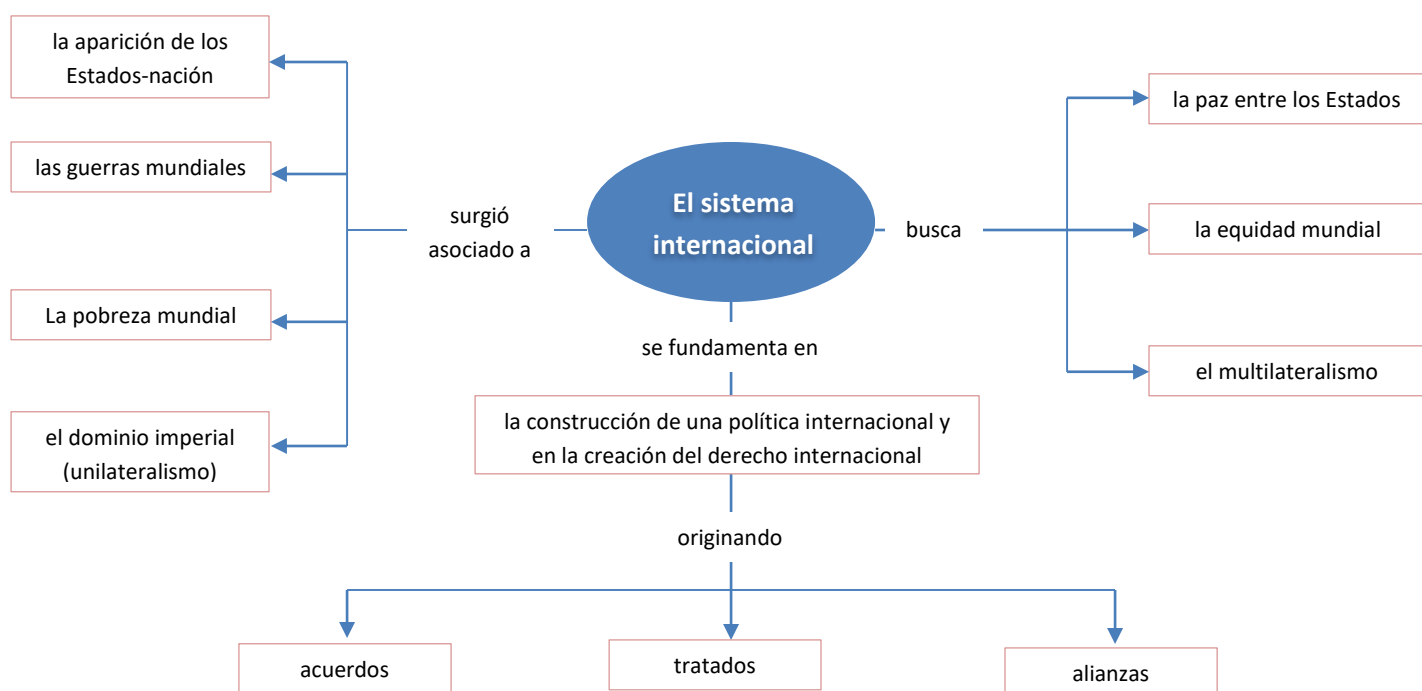 la aparición de los
Estados-nación
las guerras mundiales
La pobreza mundial
el dominio imperial
(unilateralismo)
surgió
asociado a
El sistema
internacional
busca
la paz entre los Estados
la equidad mundial
el multilateralismo
se fundamenta en
la construcción de una política internacional y
en la creación del derecho internacional
originando
acuerdos
tratados
alianzas